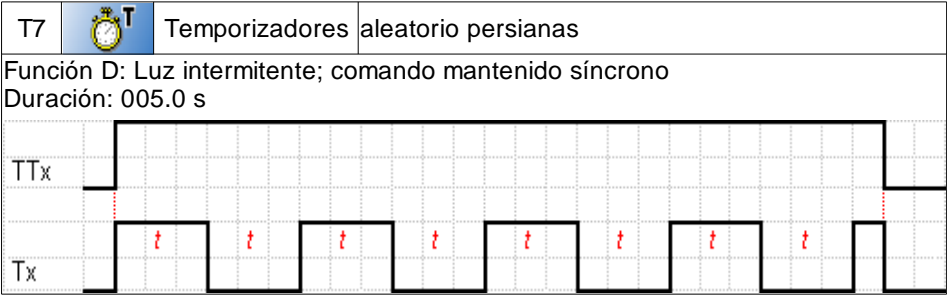 T7 T Temporizadores aleatorio persianas
Función D: Luz intermitente; comando mantenido síncrono
Duración: 005.0 s
TTx
t t t t t t t t
Tx